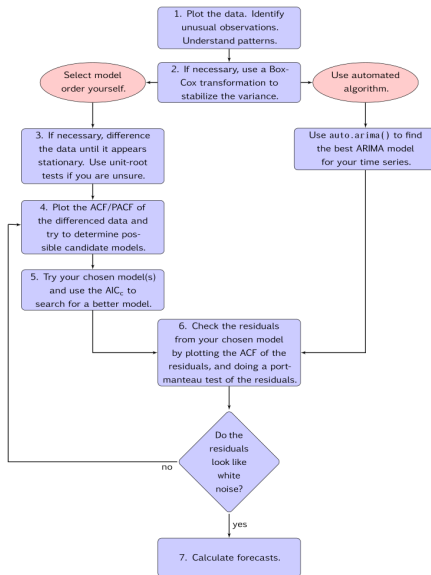 1. Plot the data. Identify
unusual observations.
Understand patterns.
Select model
order yourself.
2. If necessary, use a Box-
Cox transformation to
stabilize the variance.
Use automated
algorithm.
3. If necessary, difference
the data until it appears
stationary. Use unit-root
tests if you are unsure.
Use auto.arima() to find
the best ARIMA model
for your time series.
4. Plot the ACF/PACF of
the differenced data and
try to determine pos-
sible candidate models.
5. Try your chosen model(s)
and use the AICc to
search for a better model.
6. Check the residuals
from your chosen model
by plotting the ACF of the
residuals, and doing a port-
manteau test of the residuals.
Do the
residuals
look like
white
noise?
no
yes
7. Calculate forecasts.